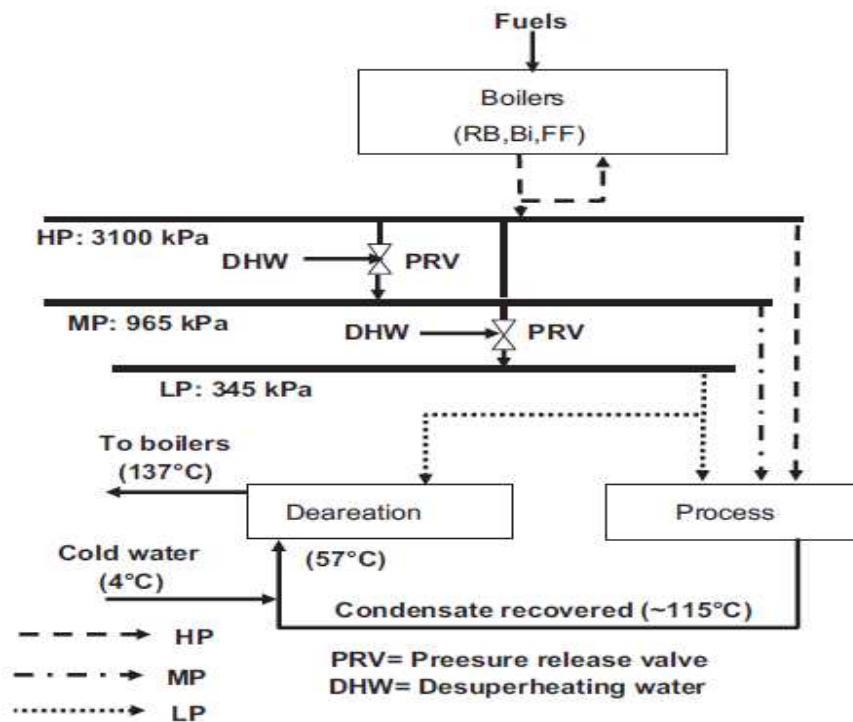 Fuels
Boilers
(RB,Bi,FF)
HP: 3100 kPa
DHW
PRV
MP: 965 kPa
DHW
PRV
LP: 345 kPa
To boilers
(137°C)
Deareation
Process
Cold water
(4°C)
(57°C)
Condensate recovered (~115°C)
HP
MP
LP
PRV= Preesure release valve
DHW= Desuperheating water